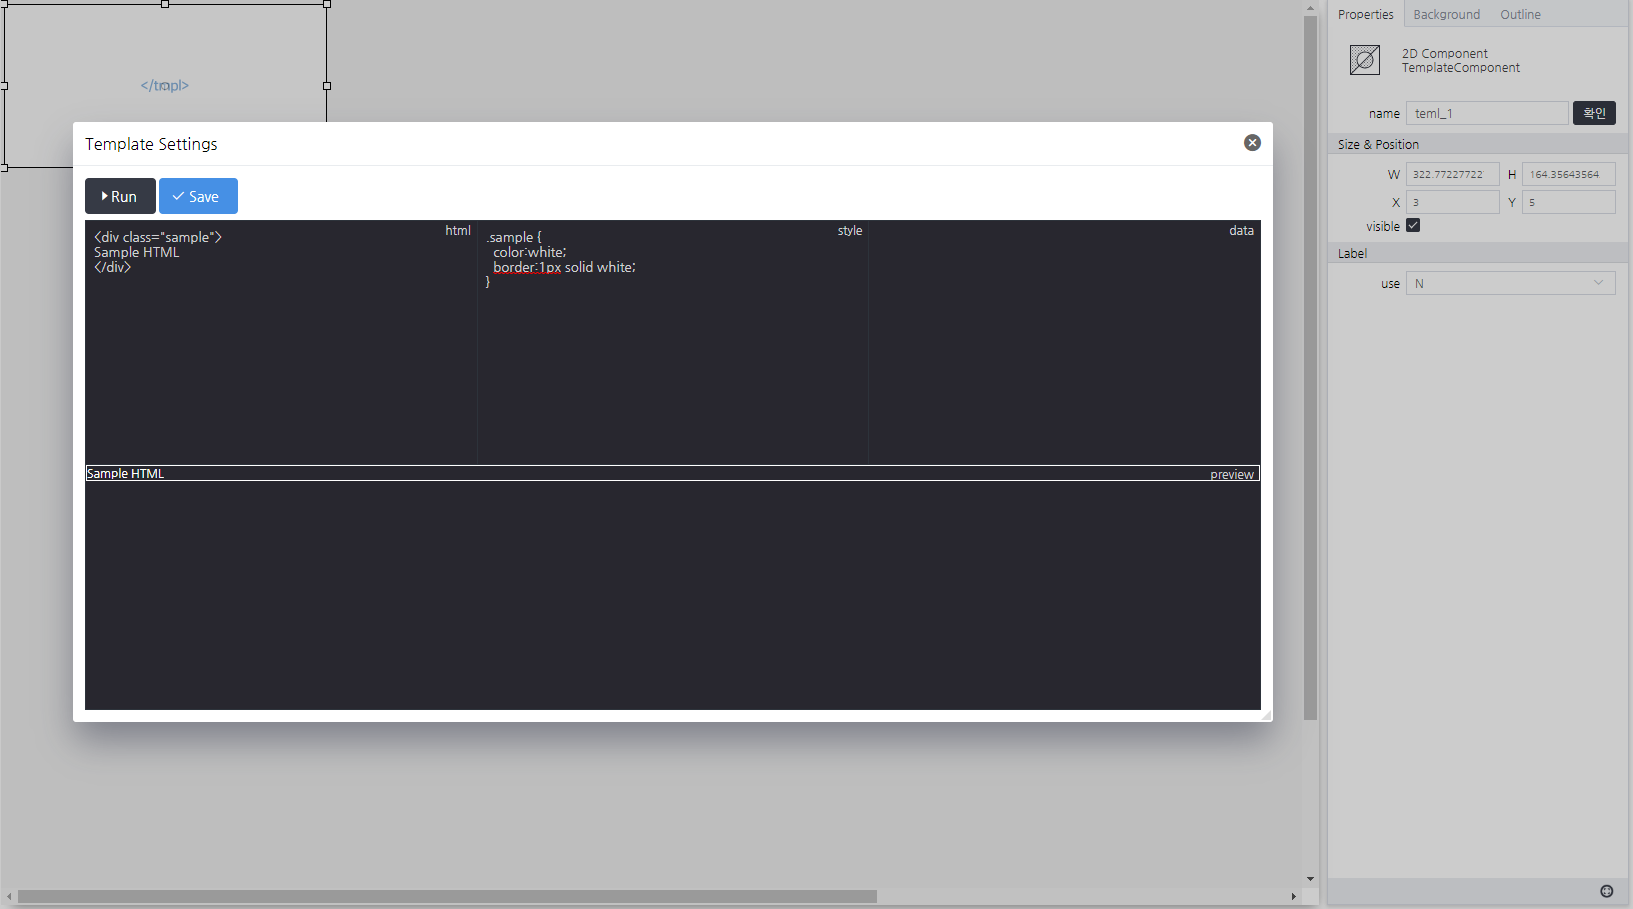 </tmpl>
Template Settings
Run
Save
html
<div class="sample">
Sample HTML
</div>
style
.sample {
color:white;
border:1px solid white;
}
data
Sample HTML
preview
Properties
Background
Outline
2D Component
TemplateComponent
name
teml_1
확인
Size & Position
W
322.77227722
H
164.35643564
X
3
Y
5
visible
Label
use
N